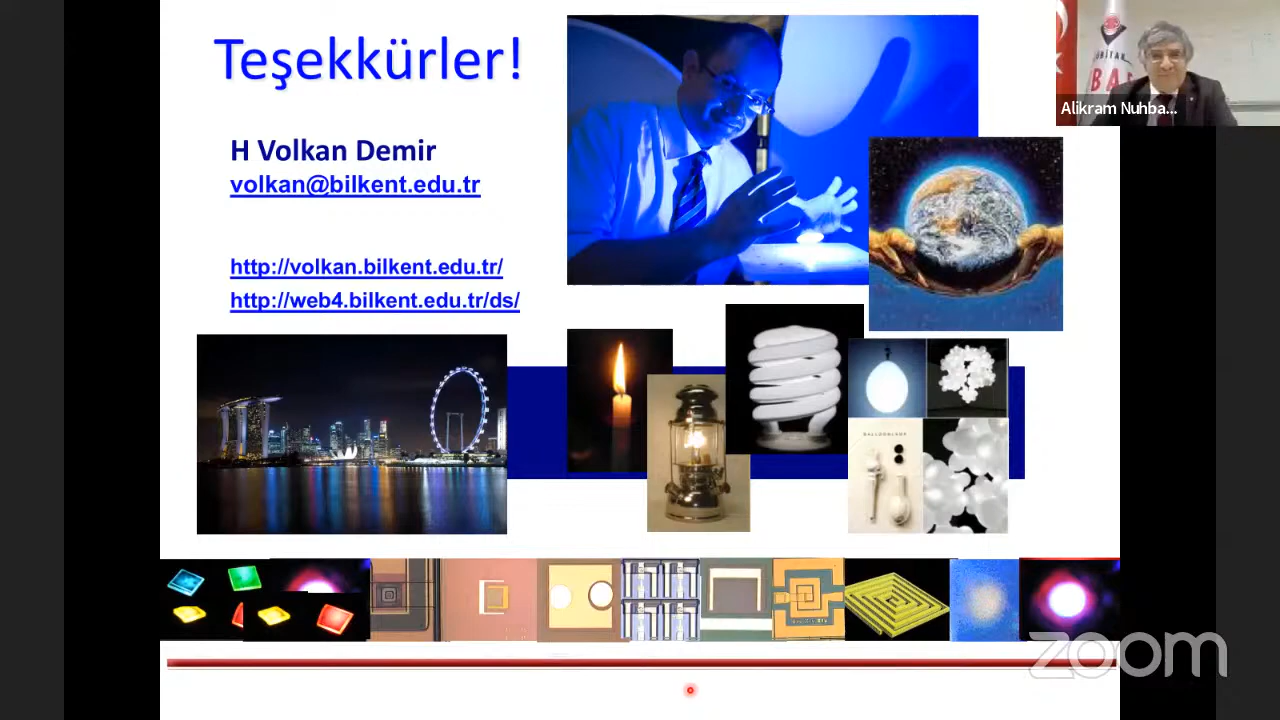 Teşekkürler!
H Volkan Demir
volkan@bilkent.edu.tr
http://volkan.bilkent.edu.tr/
http://web4.bilkent.edu.tr/ds/
Alikram Nuhba...
BALLOONLAMP
zoom